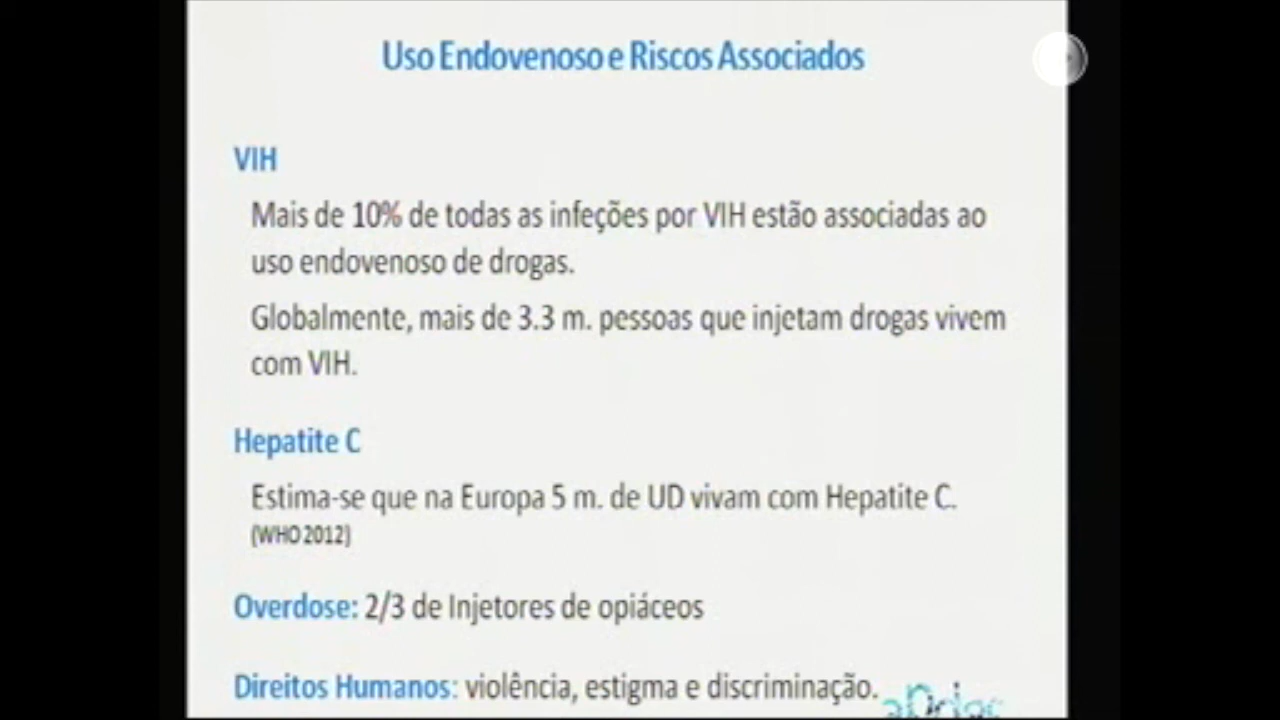 Uso Endovenoso e Riscos Associados
VIH
Mais de 10% de todas as infeções por VIH estão associadas ao
uso endovenoso de drogas.
Globalmente, mais de 3.3 m. pessoas que injetam drogas vivem
com VIH.
Hepatite C
Estima-se que na Europa 5 m. de UD vivam com Hepatite C.
(WHO 2012)
Overdose: 2/3 de Injetores de opiáceos
Direitos Humanos: violência, estigma e discriminação.